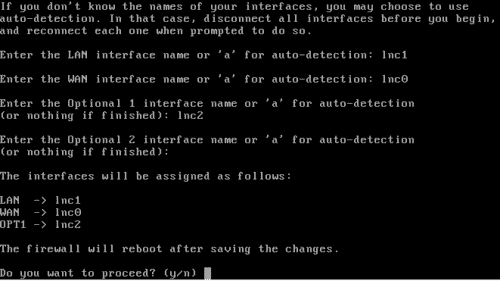 If you don't know the names of your interfaces, you may choose to use
auto-detection. In that case, disconnect all interfaces before you begin,
and reconnect each one when prompted to do so.
Enter the LAN interface name or 'a' for auto-detection: lnc1
Enter the WAN interface name or 'a' for auto-detection: lnc0
Enter the Optional 1 interface name or 'a' for auto-detection
(or nothing if finished): lnc2
Enter the Optional 2 interface name or 'a' for auto-detection
(or nothing if finished):
The interfaces will be assigned as follows:
LAN -> lnc1
WAN -> lnc0
OPT1 -> lnc2
The firewall will reboot after saving the changes.
Do you want to proceed? (y/n)